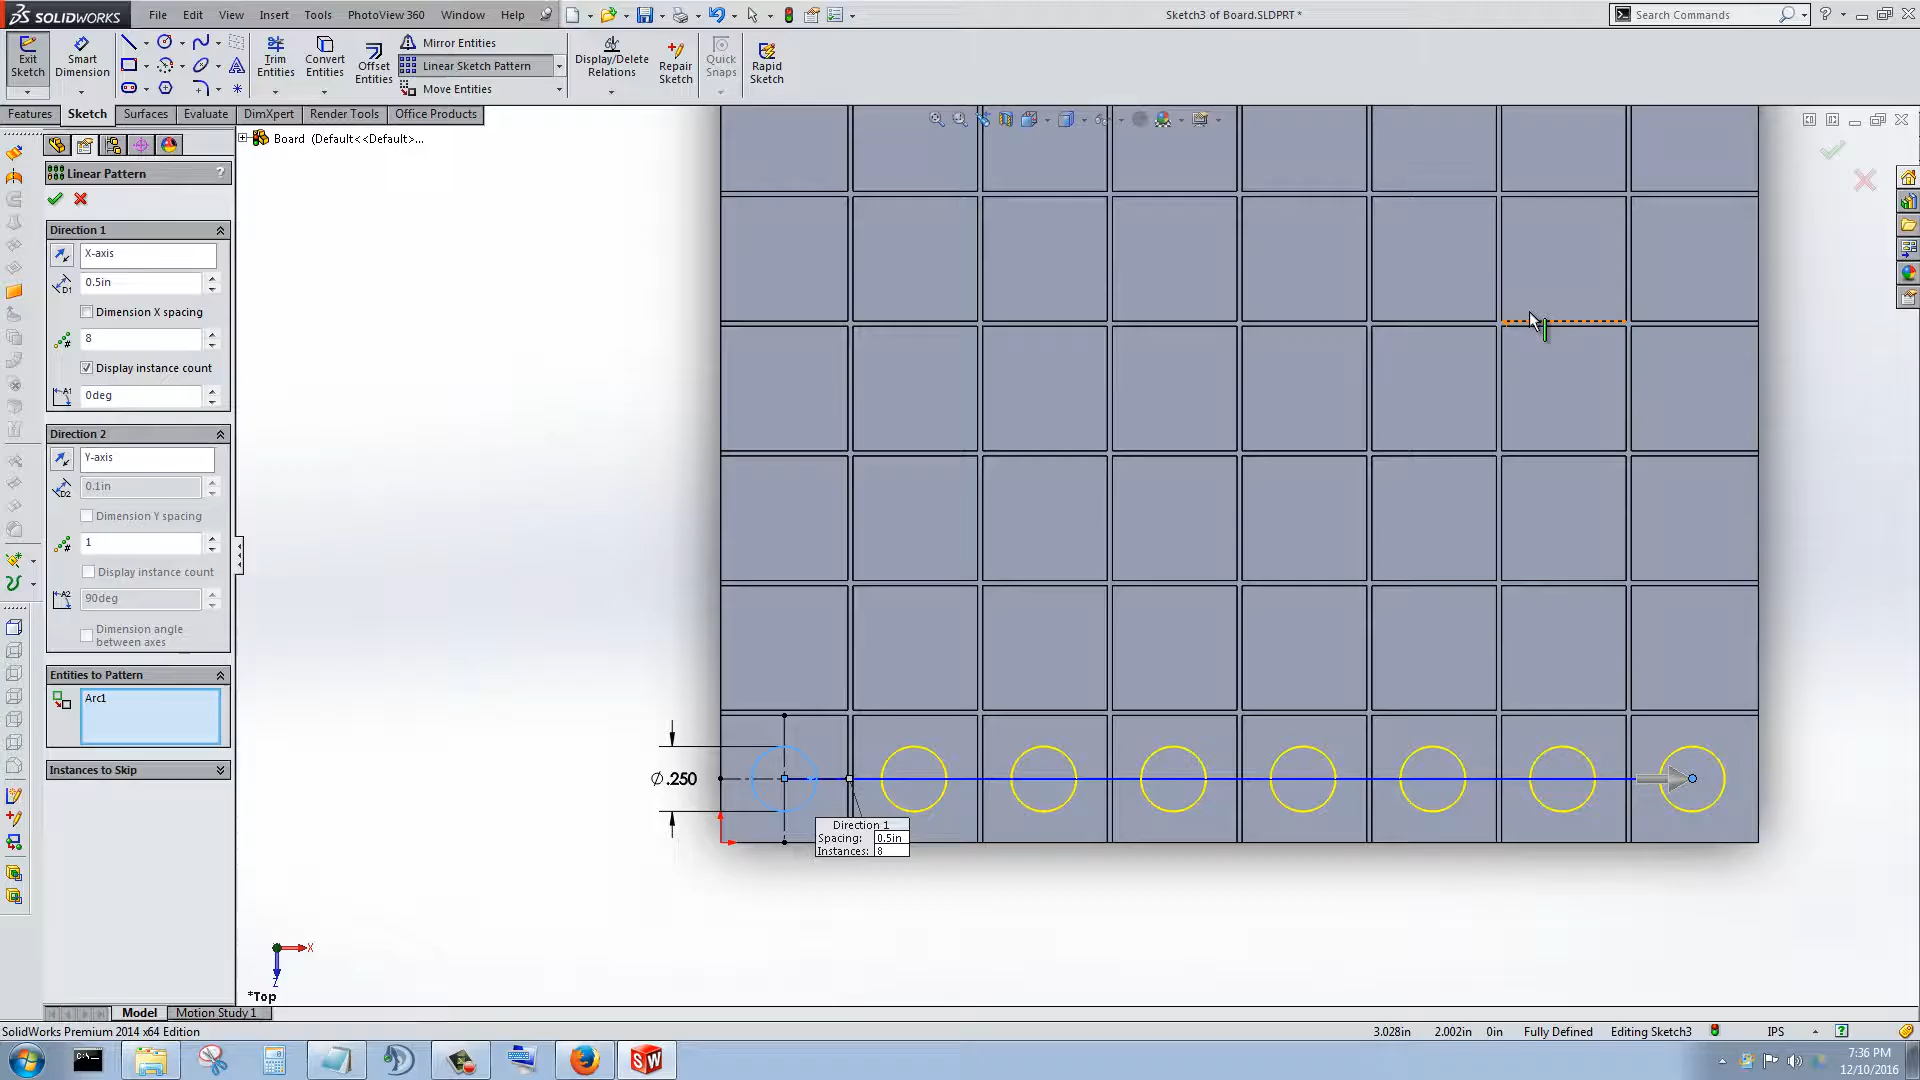 SOLIDWORKS
File
Edit
View
Insert
Tools
PhotoView 360
Window
Help
Sketch3 of Board.SLDPRT *
Search Commands
Exit Sketch
Smart Dimension
Trim Entities
Convert Entities
Offset Entities
Mirror Entities
Linear Sketch Pattern
Move Entities
Display/Delete Relations
Repair Sketch
Quick Snaps
Rapid Sketch
Features
Sketch
Surfaces
Evaluate
DimXpert
Render Tools
Office Products
Board (Default<<Default>...
Linear Pattern
?
Direction 1
X-axis
D1
0.5in
Dimension X spacing
#
8
Display instance count
A1
0deg
Direction 2
Y-axis
D2
0.1in
Dimension Y spacing
#
1
Display instance count
A2
90deg
Dimension angle
between axes
Entities to Pattern
Arc1
Instances to Skip
Ø.250
Direction 1
Spacing: 0.5in
Instances: 8
X
Z
*Top
Model
Motion Study 1
SolidWorks Premium 2014 x64 Edition
3.028in
2.002in
0in
Fully Defined
Editing Sketch3
IPS
?
C:\_
SW
7:36 PM
12/10/2016